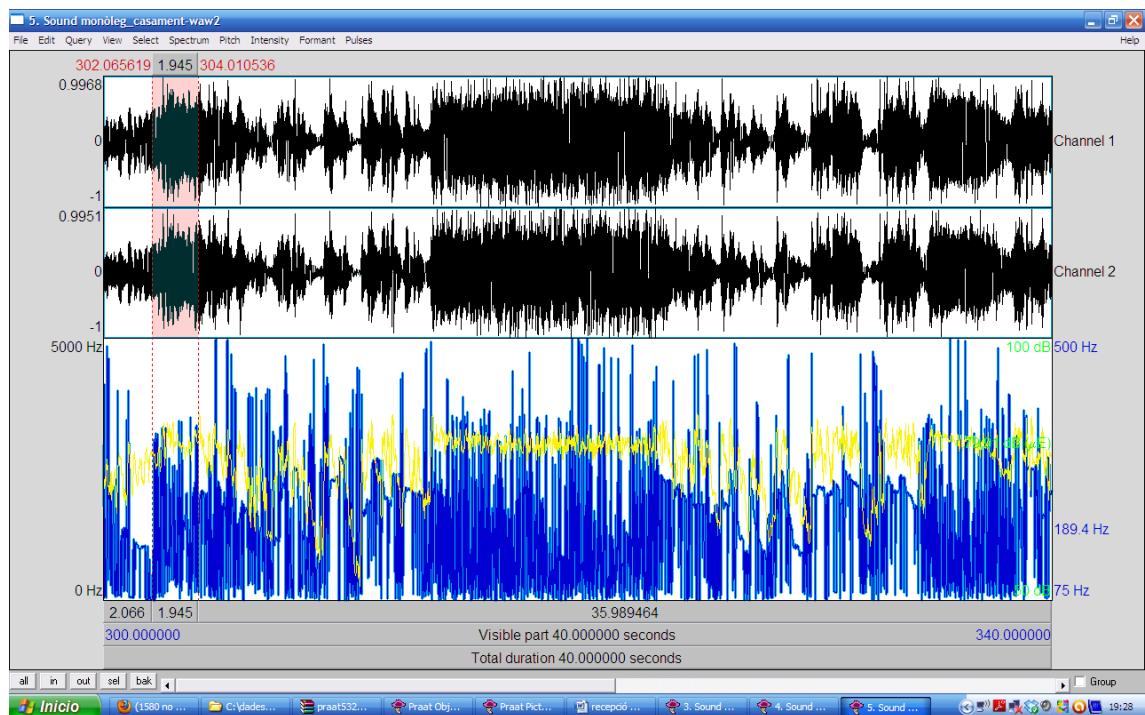 5. Sound monòleg_casament-waw2
File Edit Query View Select Spectrum Pitch Intensity Formant Pulses Help
302.065619 1.945 304.010536
0.9968
0 Channel 1
-1
0.9951
0 Channel 2
-1
5000 Hz 100 dB 500 Hz
189.4 Hz
0 Hz 75 Hz
2.066 1.945 35.989464
300.000000 Visible part 40.000000 seconds 340.000000
Total duration 40.000000 seconds
all in out sel bak Group
Inicio (1580 no ... C:\dades... praat532... Praat Obj... Praat Pict... recepció ... 3. Sound ... 4. Sound ... 5. Sound ... 19:28